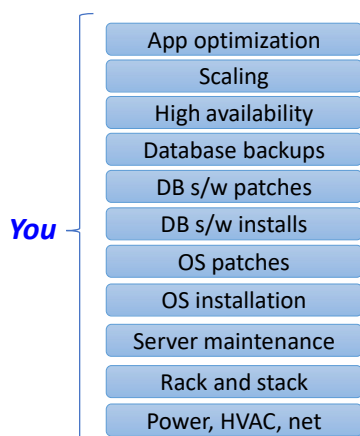 App optimization
Scaling
High availability
Database backups
DB s/w patches
You
DB s/w installs
OS patches
OS installation
Server maintenance
Rack and stack
Power, HVAC, net